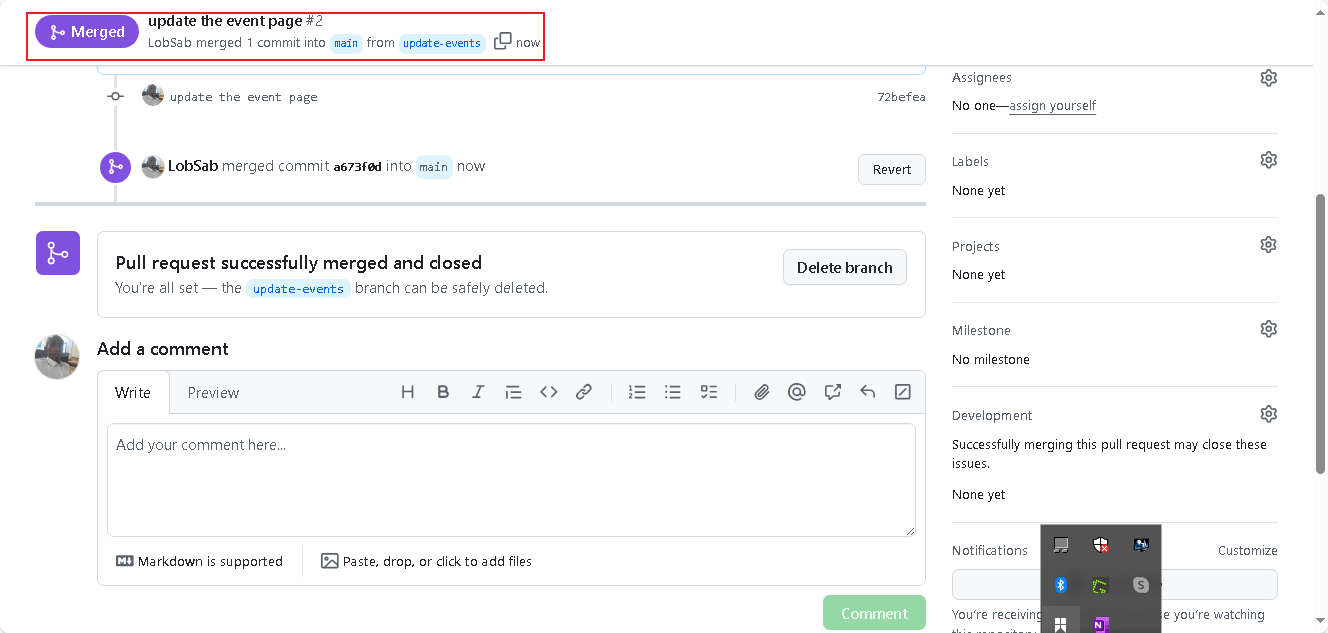 Merged
update the event page #2
LobSab merged 1 commit into main from update-events now
update the event page 72befea
LobSab merged commit a673f0d into main now
Revert
Pull request successfully merged and closed
You're all set — the update-events branch can be safely deleted.
Delete branch
Add a comment
Write Preview
Add your comment here...
Markdown is supported
Paste, drop, or click to add files
Comment
Assignees
No one—assign yourself
Labels
None yet
Projects
None yet
Milestone
No milestone
Development
Successfully merging this pull request may close these
issues.
None yet
Notifications Customize
You're receiving
you're watching